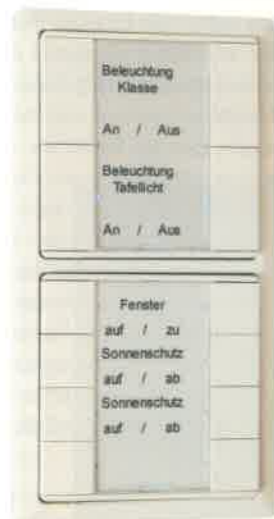 Beleuchtung
Klasse
An / Aus
Beleuchtung
Tafellicht
An / Aus
Fenster
auf / zu
Sonnenschutz
auf / ab
Sonnenschutz
auf / ab